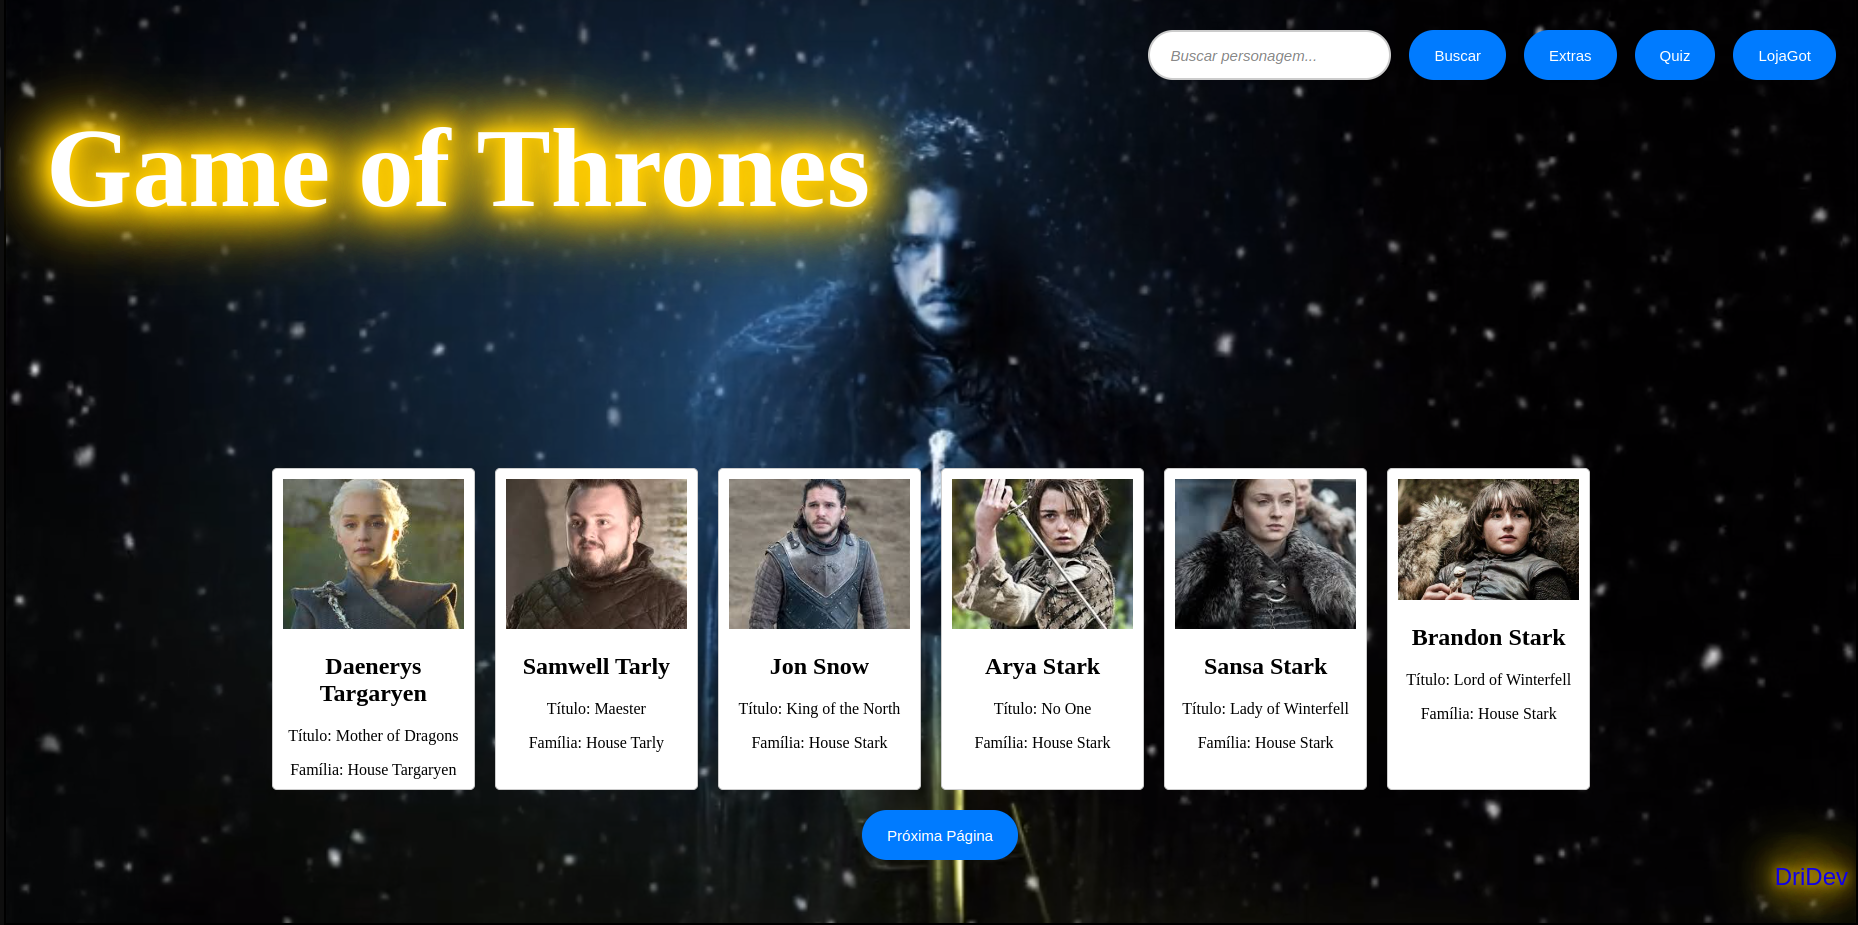 Buscar personagem...
Buscar
Extras
Quiz
LojaGot
Game of Thrones
Daenerys
Targaryen
Título: Mother of Dragons
Família: House Targaryen
Samwell Tarly
Título: Maester
Família: House Tarly
Jon Snow
Título: King of the North
Família: House Stark
Arya Stark
Título: No One
Família: House Stark
Sansa Stark
Título: Lady of Winterfell
Família: House Stark
Brandon Stark
Título: Lord of Winterfell
Família: House Stark
Próxima Página
DriDev